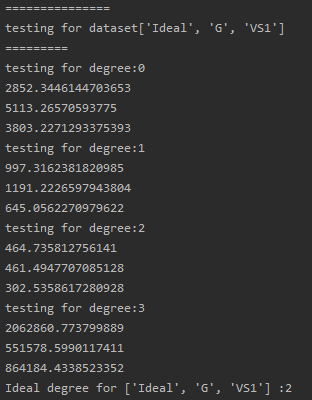 ===============
testing for dataset['Ideal', 'G', 'VS1']
=========
testing for degree:0
2852.3446144703653
5113.26570593775
3803.2271293375393
testing for degree:1
997.3162381820985
1191.2226597943804
645.0562270979622
testing for degree:2
464.735812756141
461.4947707085128
302.5358617280928
testing for degree:3
2062860.773799889
551578.5990117411
864184.4338523352
Ideal degree for ['Ideal', 'G', 'VS1'] :2